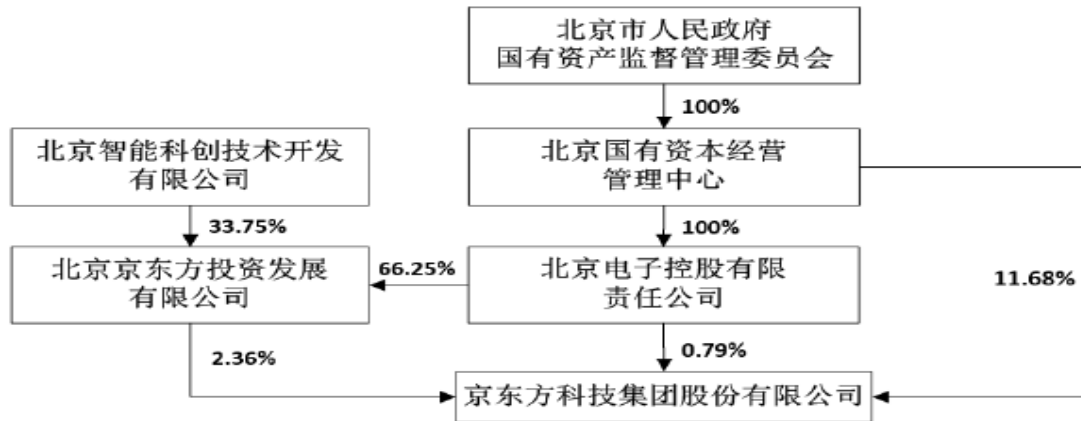 北京市人民政府
国有资产监督管理委员会
100%
北京智能科创技术开发
有限公司
北京国有资本经营
管理中心
33.75%
100%
北京京东方投资发展
有限公司
66.25%
北京电子控股有限
责任公司
11.68%
2.36%
0.79%
京东方科技集团股份有限公司